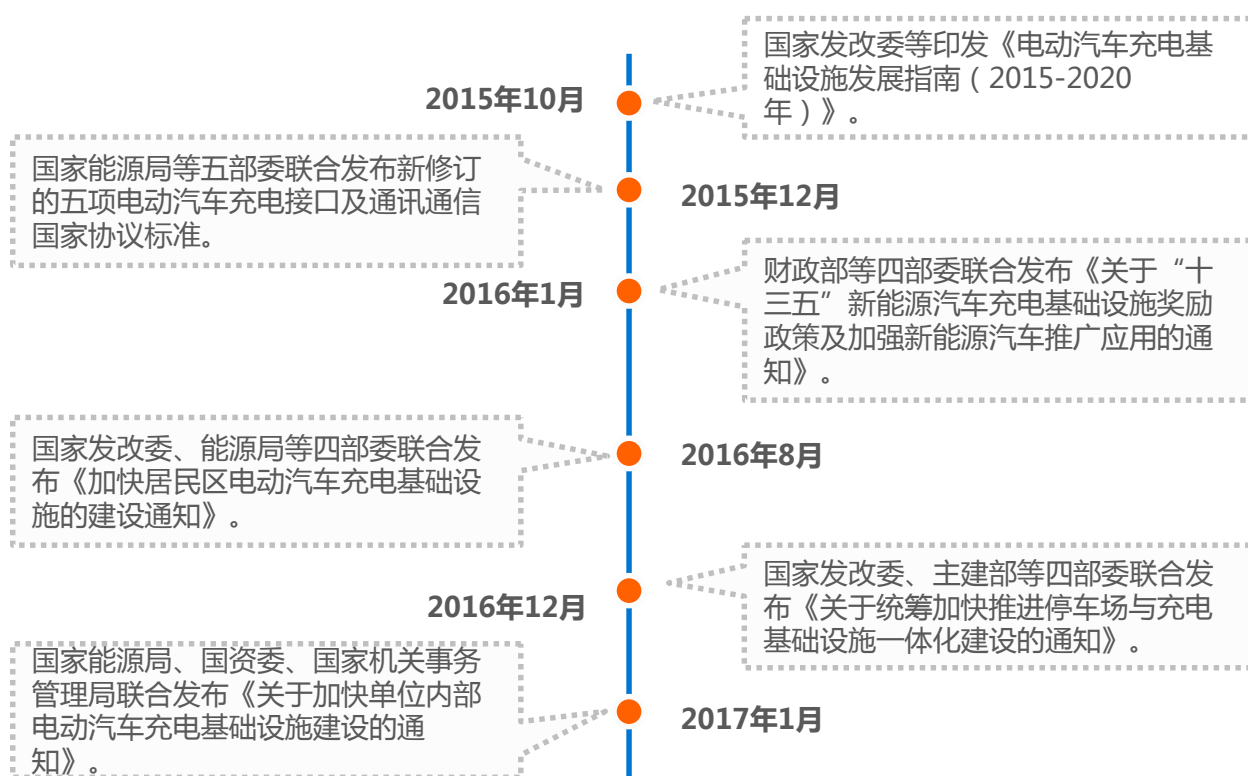 2015年10月
国家发改委等印发《电动汽车充电基
础设施发展指南（2015-2020
年）》。
国家能源局等五部委联合发布新修订
的五项电动汽车充电接口及通讯通信
国家协议标准。
2015年12月
2016年1月
财政部等四部委联合发布《关于“十
三五”新能源汽车充电基础设施奖励
政策及加强新能源汽车推广应用的通
知》。
国家发改委、能源局等四部委联合发
布《加快居民区电动汽车充电基础设
施的建设通知》。
2016年8月
2016年12月
国家发改委、主建部等四部委联合发
布《关于统筹加快推进停车场与充电
基础设施一体化建设的通知》。
国家能源局、国资委、国家机关事务
管理局联合发布《关于加快单位内部
电动汽车充电基础设施建设的通
知》。
2017年1月